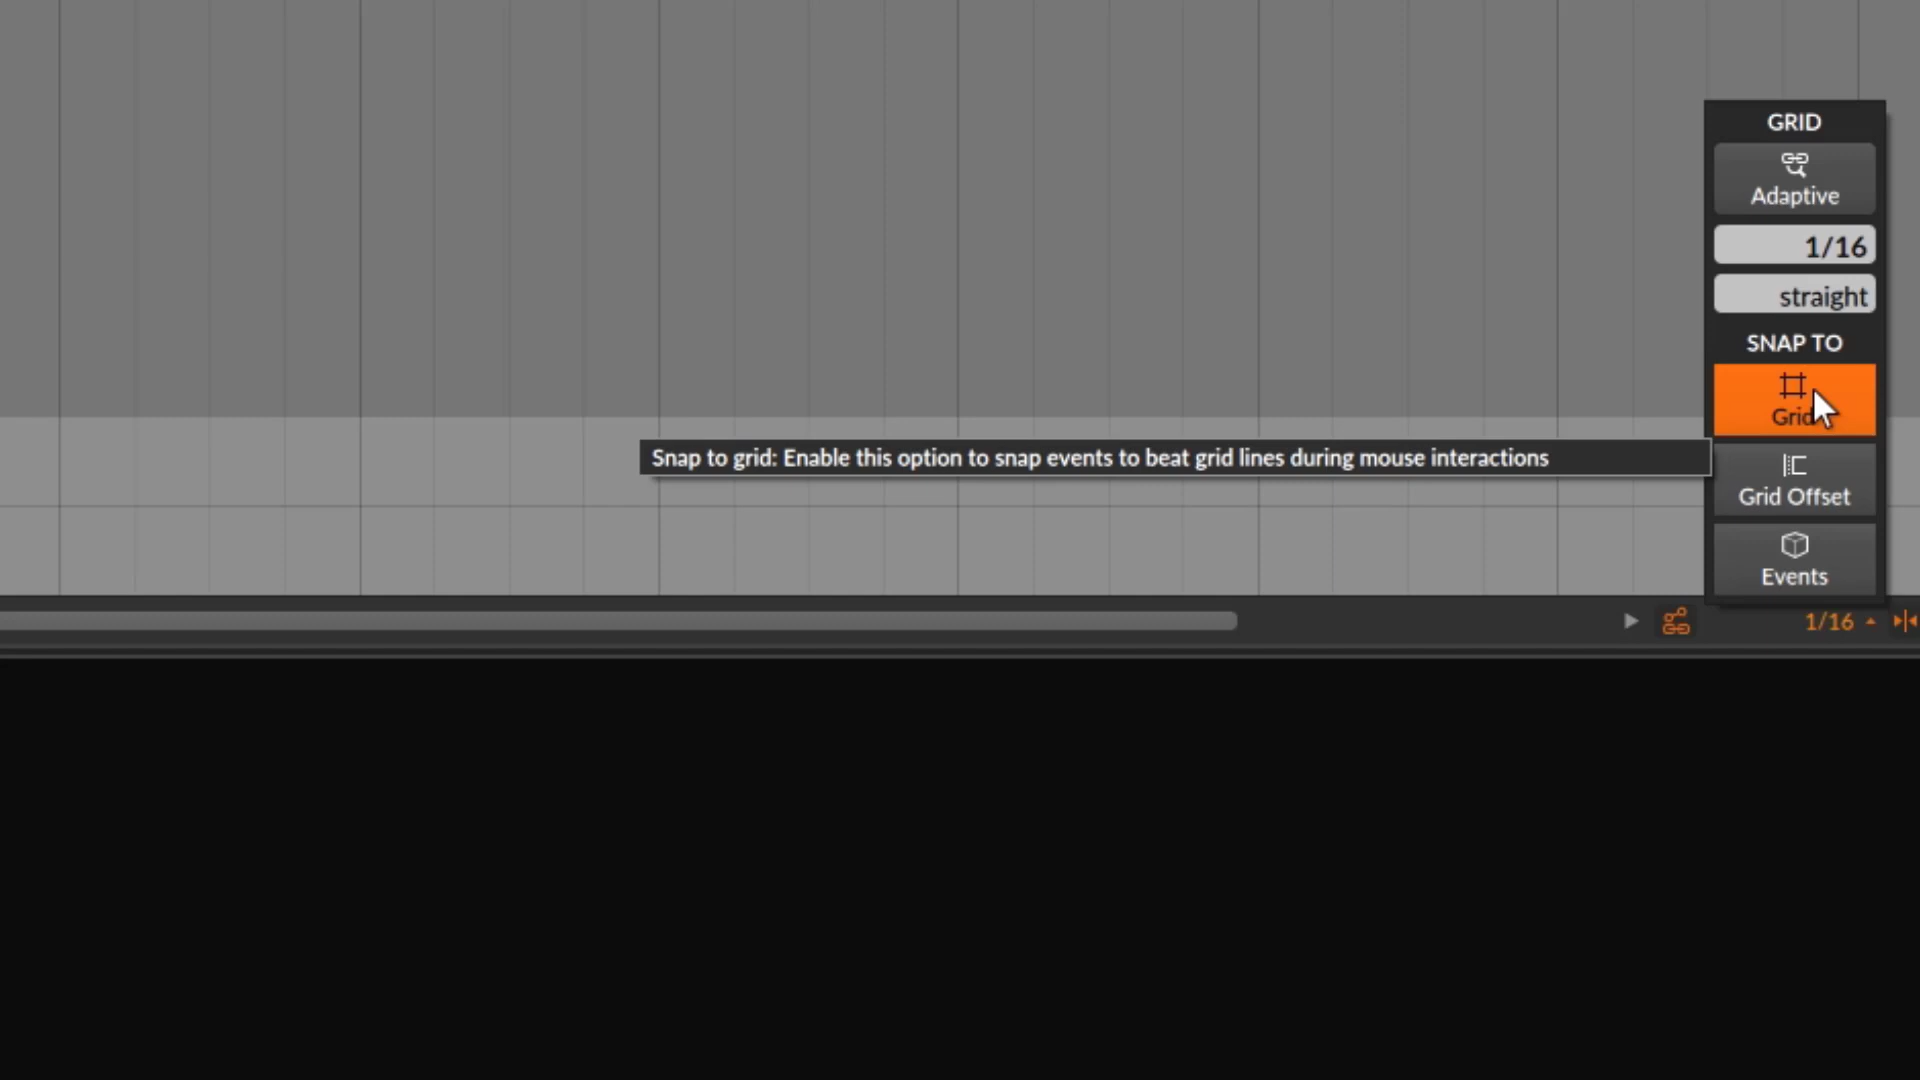 GRID
Adaptive
1/16
straight
SNAP TO
Grid
Snap to grid: Enable this option to snap events to beat grid lines during mouse interactions
Grid Offset
Events
1/16